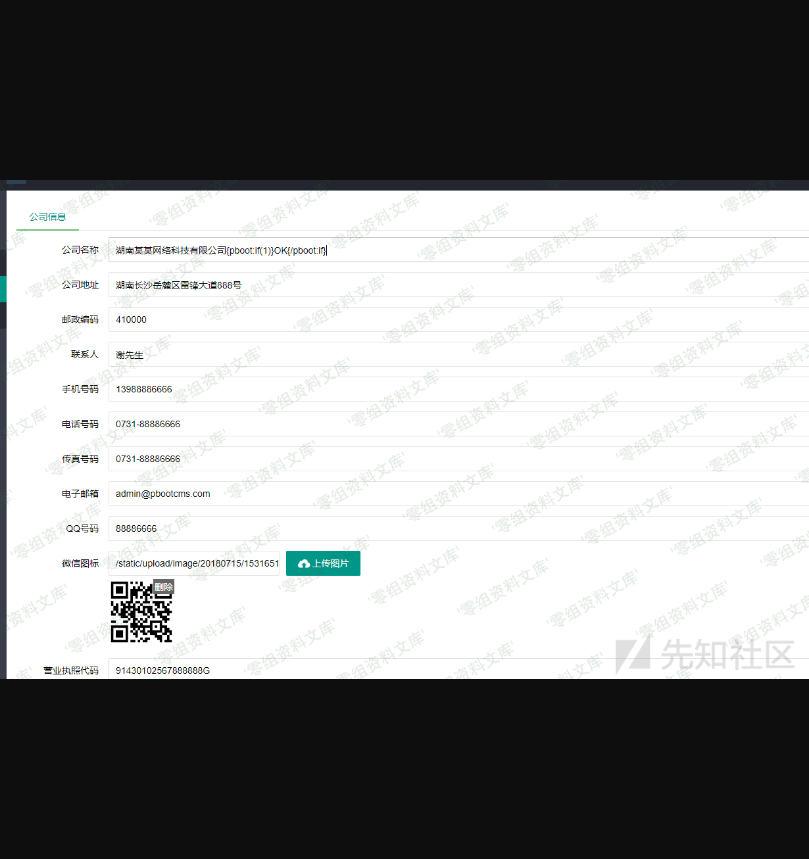 公司信息
公司名称 湖南某某网络科技有限公司{pboot:if(1)}OK{/pboot:if}
公司地址 湖南长沙岳麓区雷锋大道888号
邮政编码 410000
联系人 谢先生
手机号码 13988886666
电话号码 0731-88886666
传真号码 0731-88886666
电子邮箱 admin@pbootcms.com
QQ号码 88886666
微信图标 /static/upload/image/20180715/1531651 上传图片
删除
营业执照代码 91430102567888888G
先知社区
零组资料文库